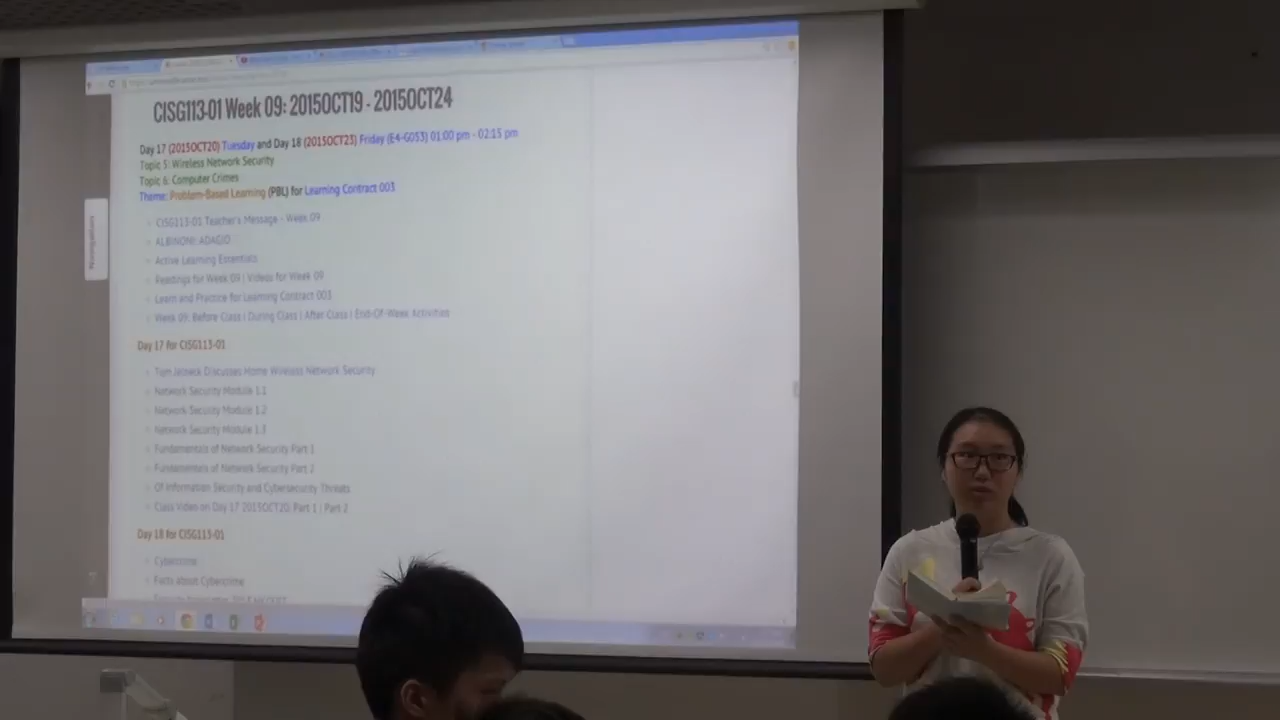 CISG113-01 Week 09: 2015OCT19 - 2015OCT24
Day 17 (2015OCT20) Tuesday and Day 18 (2015OCT23) Friday (E4-G053) 01:00 pm - 02:15 pm
Topic 5: Wireless Network Security
Topic 6: Computer Crimes
Theme: Problem-Based Learning (PBL) for Learning Contract 003
CISG113-01 Teacher's Message - Week 09
ALBINONI: ADAGIO
Active Learning Essentials
Readings for Week 09 | Videos for Week 09
Learn and Practice for Learning Contract 003
Week 09: Before Class | During Class | After Class | End-Of-Week Activities
Day 17 for CISG113-01
Tom Discusses Home Wireless Network Security
Network Security Module 1.1
Network Security Module 1.2
Network Security Module 1.3
Fundamentals of Network Security Part 1
Fundamentals of Network Security Part 2
Of Information Security and Cybersecurity Threats
Class Video on Day 17 2015OCT20: Part 1 | Part 2
Day 18 for CISG113-01
Cybercrime
Facts about Cybercrime